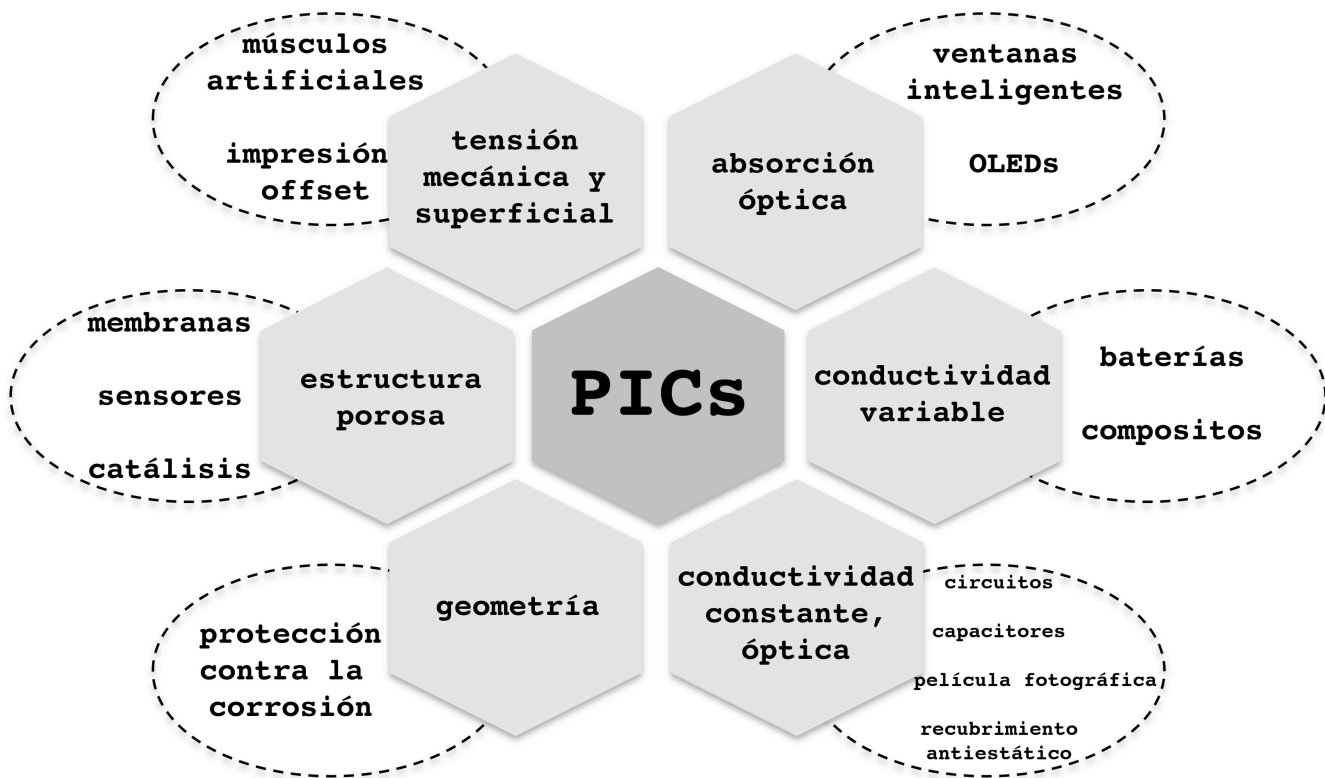 músculos
artificiales
impresión
offset
tensión
mecánica y
superficial
absorción
óptica
ventanas
inteligentes
OLEDs
membranas
sensores
catálisis
estructura
porosa
PICs
conductividad
variable
baterías
compositos
protección
contra la
corrosión
geometría
conductividad
constante,
óptica
circuitos
capacitores
película fotográfica
recubrimiento
antiestático